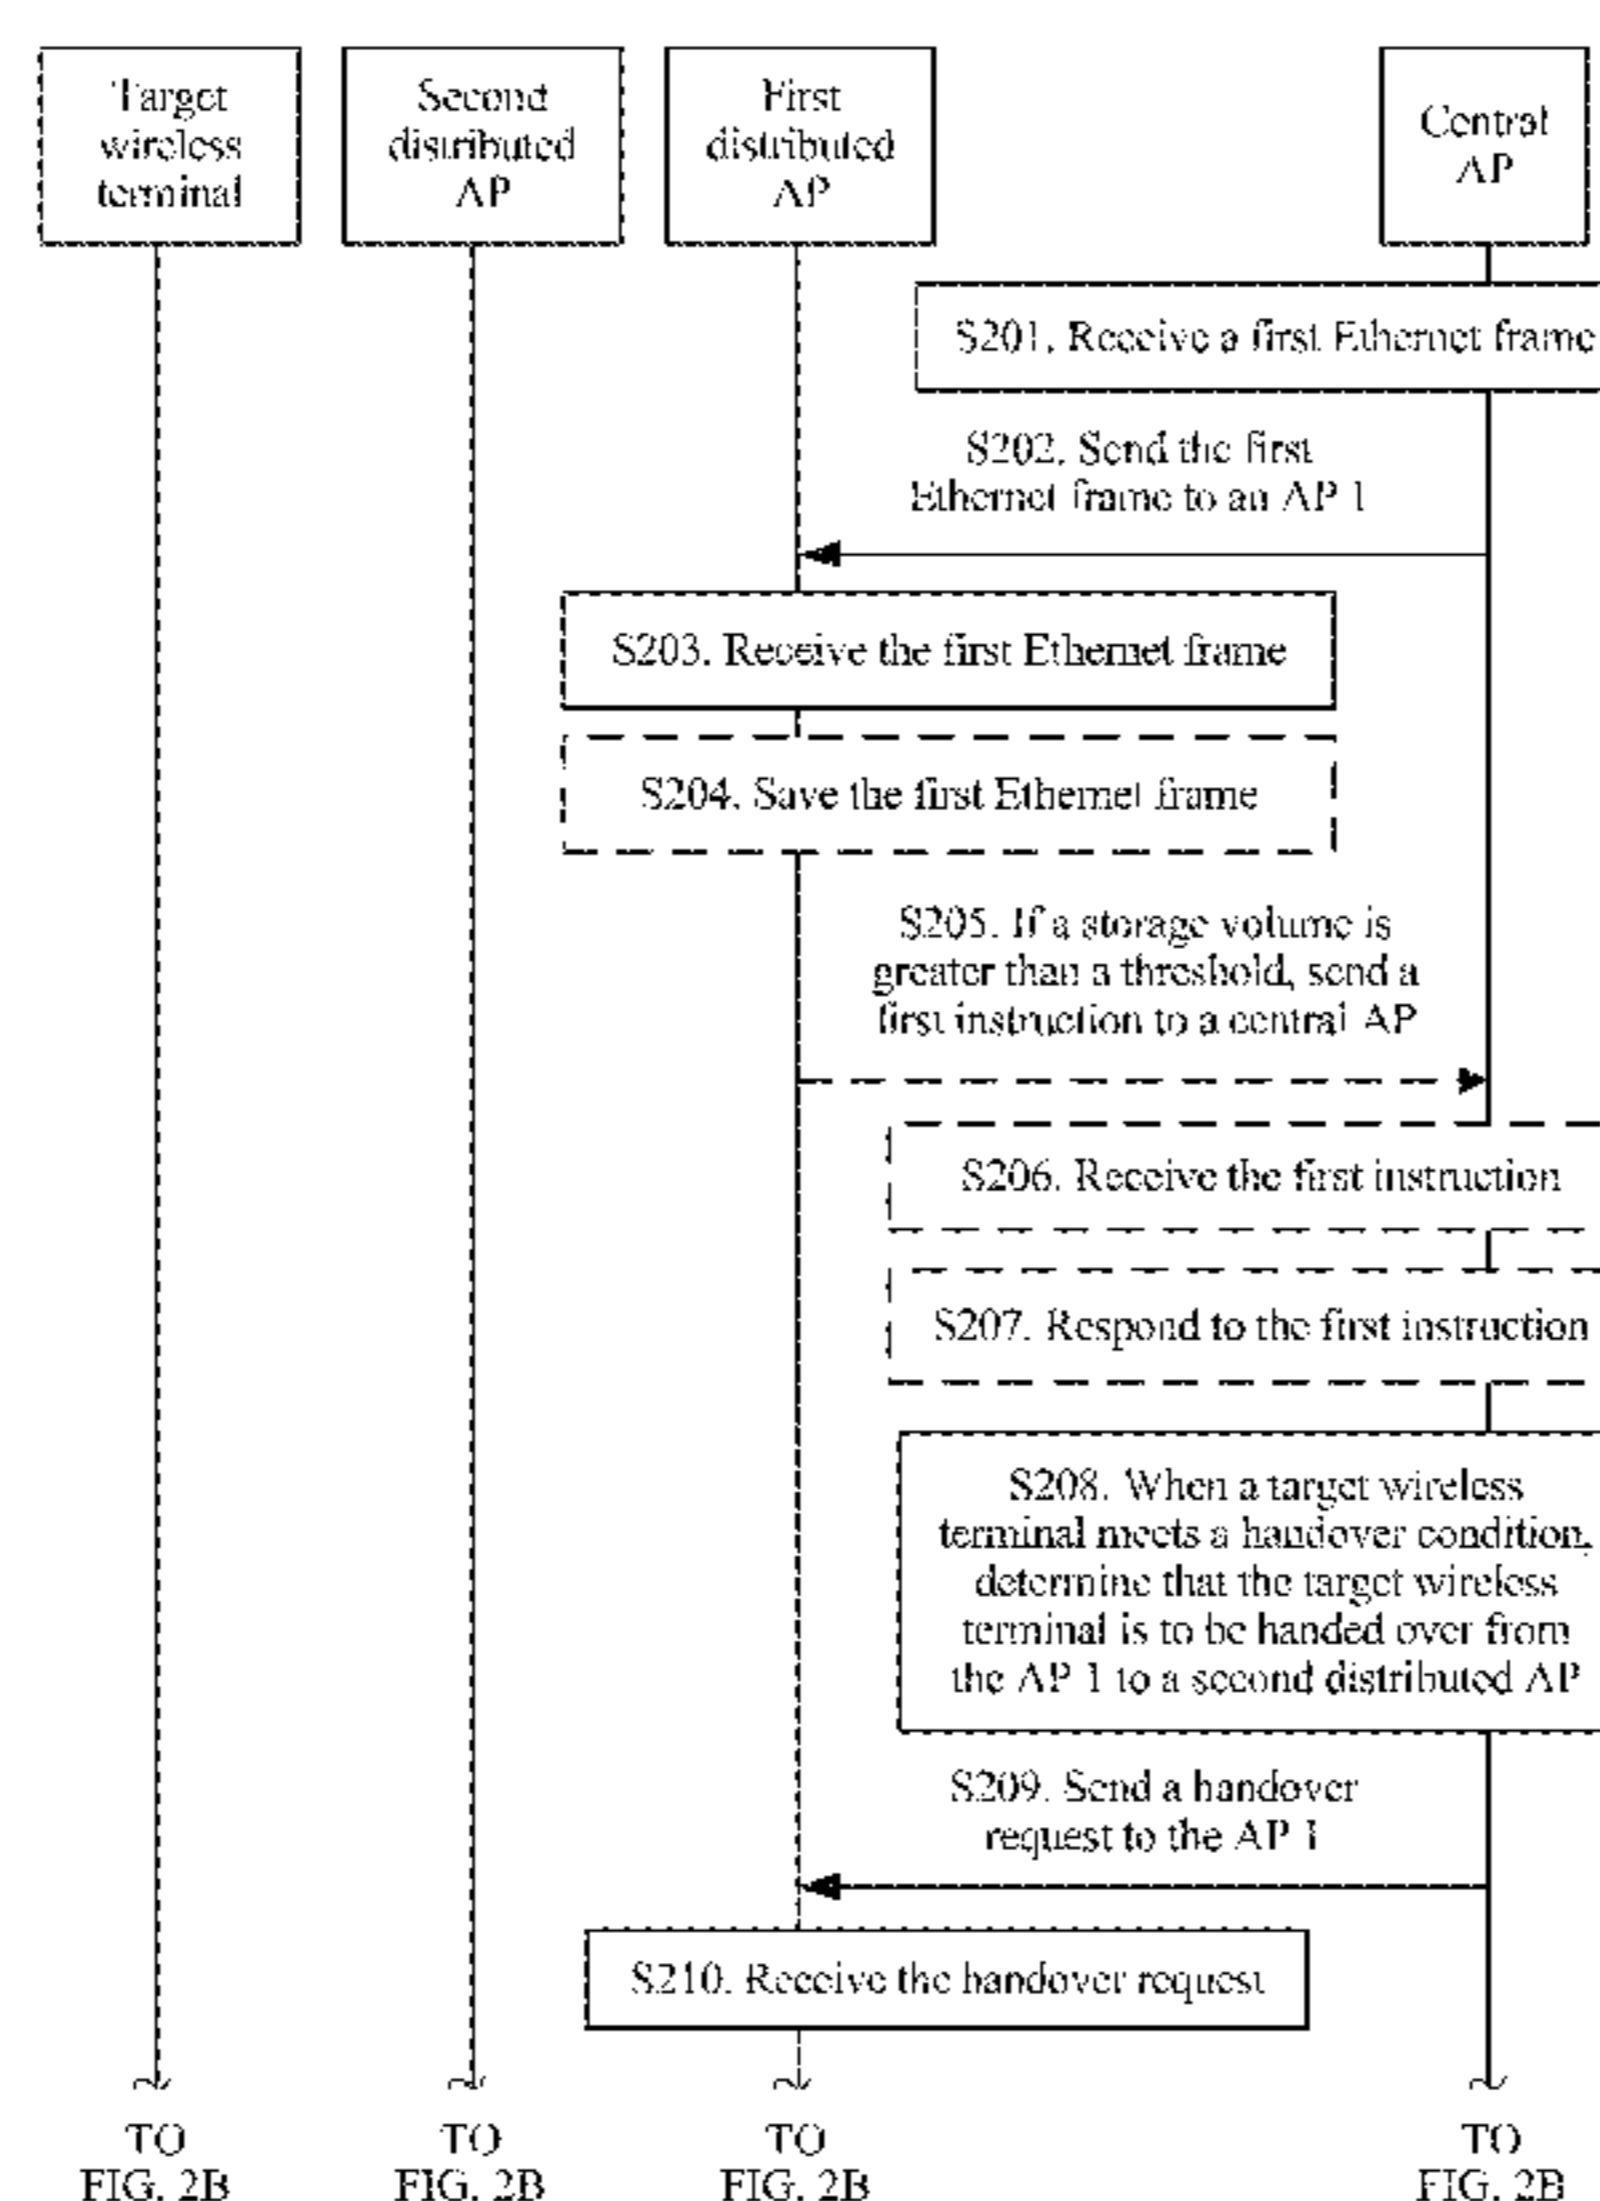 Target
wireless
terminal
Second
distributed
AP
First
distributed
AP
Central
AP
S201. Receive a first Ethernet frame
S202. Send the first
Ethernet frame to an AP 1
S203. Receive the first Ethernet frame
S204. Save the first Ethernet frame
S205. If a storage volume is
greater than a threshold, send a
first instruction to a central AP
S206. Receive the first instruction
S207. Respond to the first instruction
S208. When a target wireless
terminal meets a handover condition,
determine that the target wireless
terminal is to be handed over from
the AP 1 to a second distributed AP
S209. Send a handover
request to the AP 1
S210. Receive the handover request
TO
FIG. 2B
TO
FIG. 2B
TO
FIG. 2B
TO
FIG. 2B